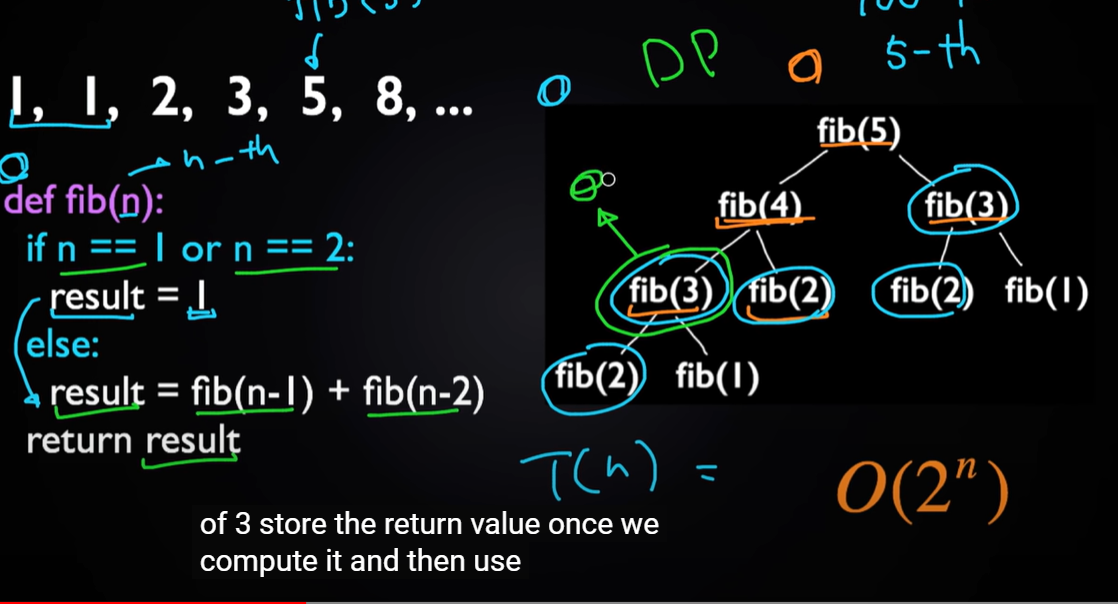 DP
5-th
1, 1, 2, 3, 5, 8, ...
n-th
def fib(n):
if n == 1 or n == 2:
result = 1
else:
result = fib(n-1) + fib(n-2)
return result
fib(5)
fib(4) fib(3)
fib(3) fib(2) fib(2) fib(1)
fib(2) fib(1)
T(n) =
O(2ⁿ)
of 3 store the return value once we
compute it and then use